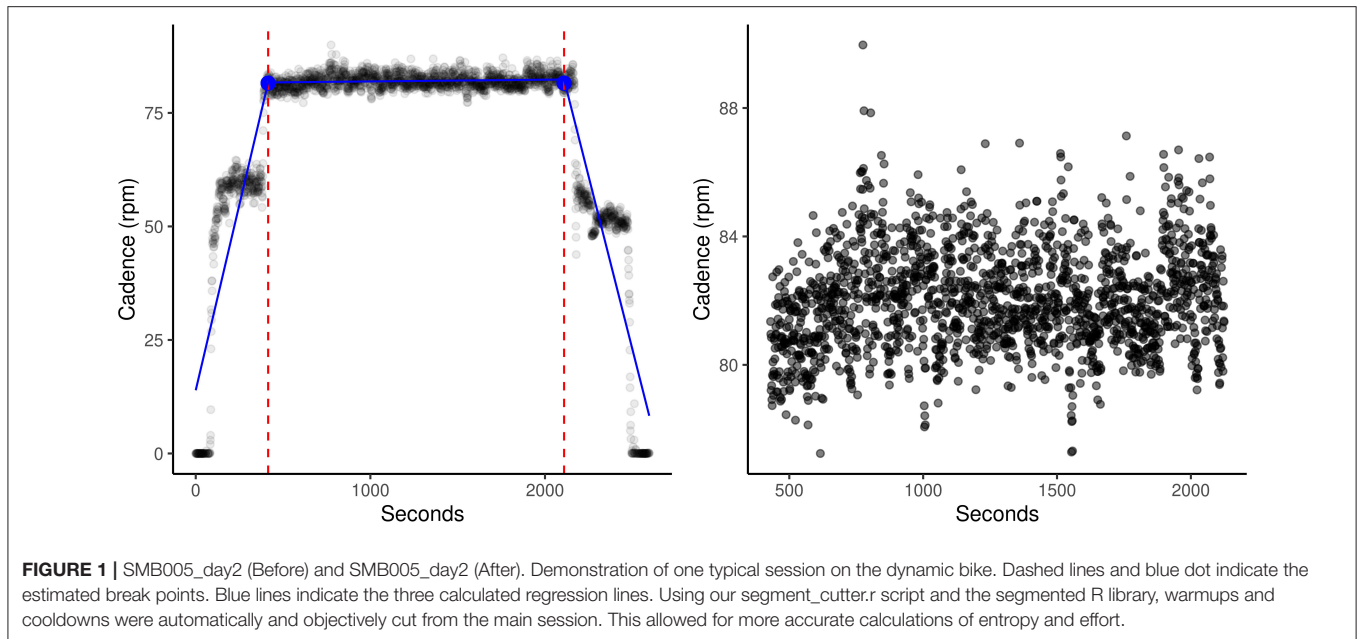 75
50
25
0
Cadence (rpm)
0 1000 2000
Seconds
88
84
80
Cadence (rpm)
500 1000 1500 2000
Seconds
FIGURE 1 | SMB005_day2 (Before) and SMB005_day2 (After). Demonstration of one typical session on the dynamic bike. Dashed lines and blue dot indicate the
estimated break points. Blue lines indicate the three calculated regression lines. Using our segment_cutter.r script and the segmented R library, warmups and
cooldowns were automatically and objectively cut from the main session. This allowed for more accurate calculations of entropy and effort.